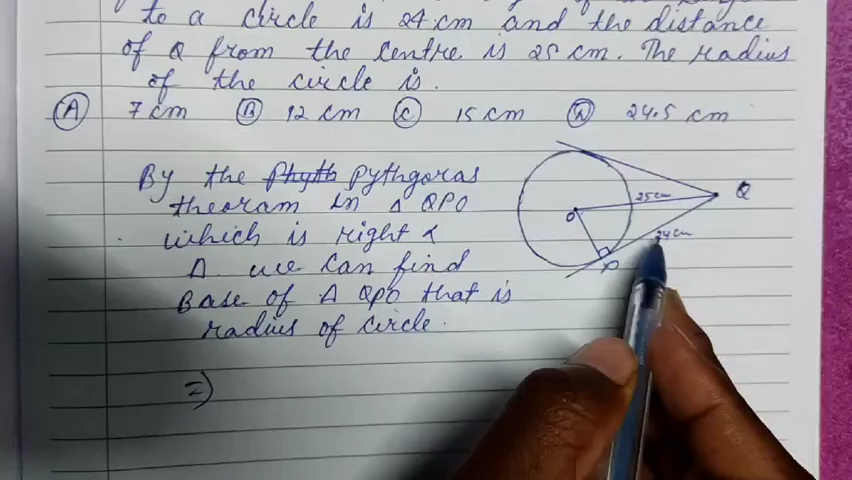 to a circle is 24 cm and the distance
of Q from the centre is 25 cm. The radius
of the circle is.
(A) 7 cm (B) 12 cm (C) 15 cm (D) 24.5 cm
By the Phyth pythgoras
theoram in Δ QPO
which is right ∠
Δ we can find
Base of Δ QPO that is
radius of circle.
=)
Q
25cm
O
24cm
P